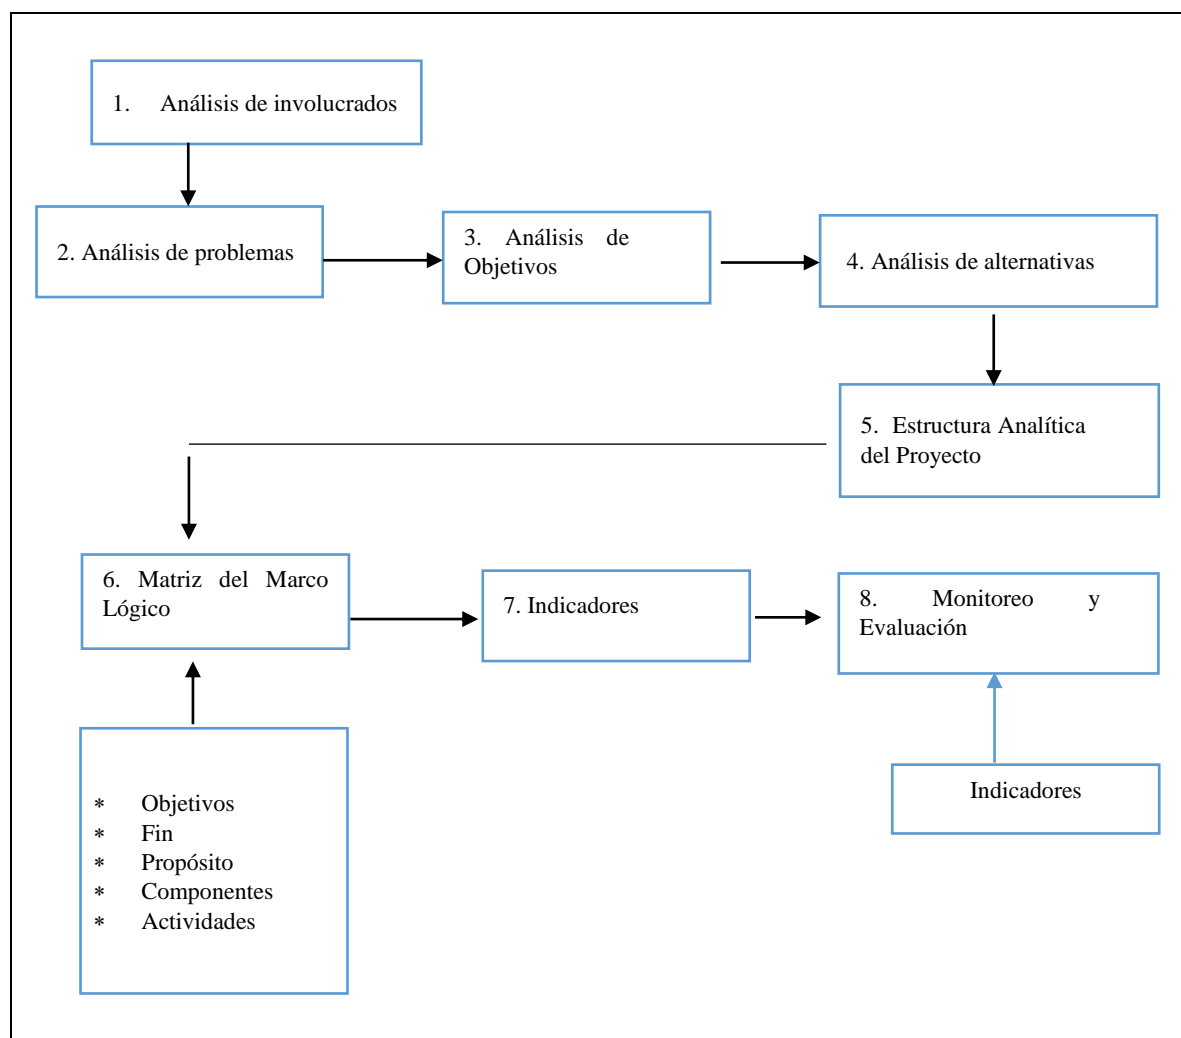 1. Análisis de involucrados
2. Análisis de problemas
3. Análisis de
Objetivos
4. Análisis de alternativas
5. Estructura Analítica
del Proyecto
6. Matriz del Marco
Lógico
7. Indicadores
8. Monitoreo y
Evaluación
* Objetivos
* Fin
* Propósito
* Componentes
* Actividades
Indicadores